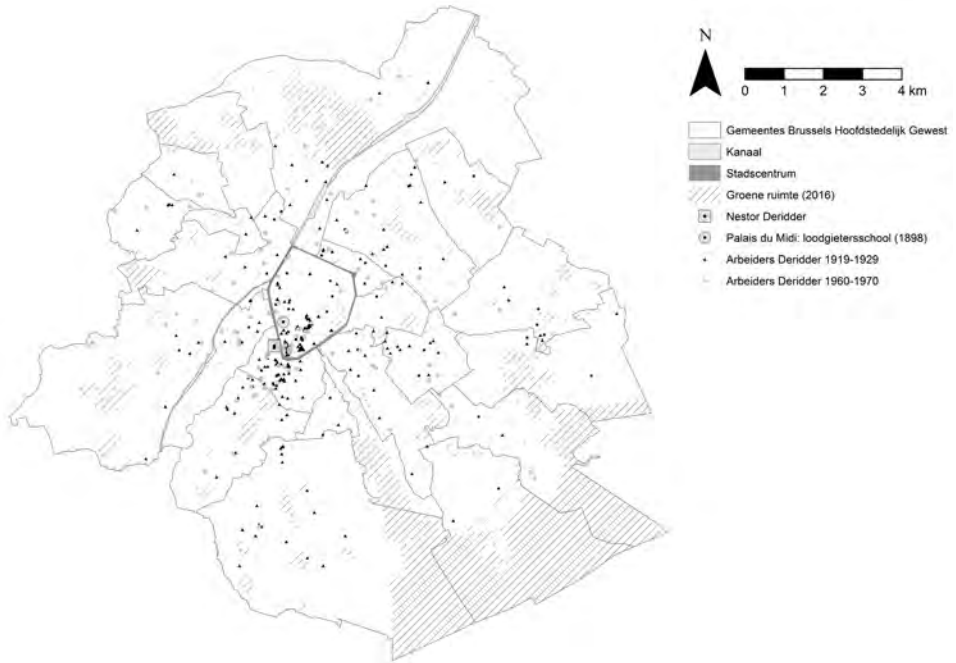 N
0 1 2 3 4 km
Gemeentes Brussels Hoofdstedelijk Gewest
Kanaal
Stadscentrum
Groene ruimte (2016)
Nestor Deridder
Palais du Midi: loodgietersschool (1898)
Arbeiders Deridder 1919-1929
Arbeiders Deridder 1960-1970